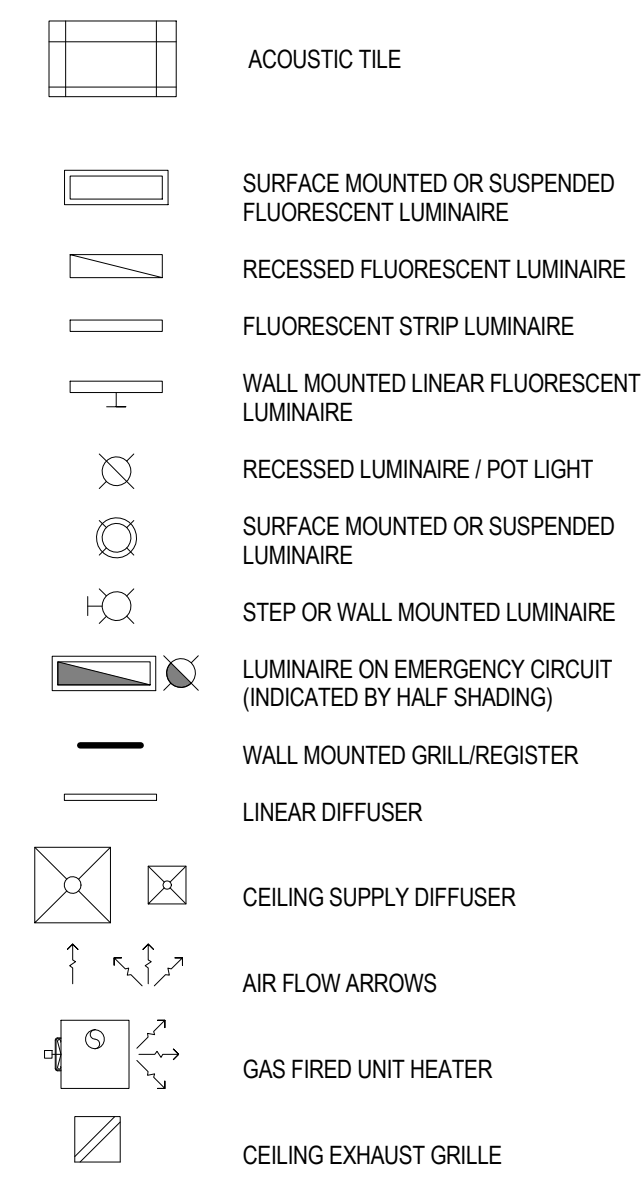 ACOUSTIC TILE
SURFACE MOUNTED OR SUSPENDED
FLUORESCENT LUMINAIRE
RECESSED FLUORESCENT LUMINAIRE
FLUORESCENT STRIP LUMINAIRE
WALL MOUNTED LINEAR FLUORESCENT
LUMINAIRE
RECESSED LUMINAIRE / POT LIGHT
SURFACE MOUNTED OR SUSPENDED
LUMINAIRE
STEP OR WALL MOUNTED LUMINAIRE
LUMINAIRE ON EMERGENCY CIRCUIT
(INDICATED BY HALF SHADING)
WALL MOUNTED GRILL/REGISTER
LINEAR DIFFUSER
CEILING SUPPLY DIFFUSER
AIR FLOW ARROWS
GAS FIRED UNIT HEATER
CEILING EXHAUST GRILLE